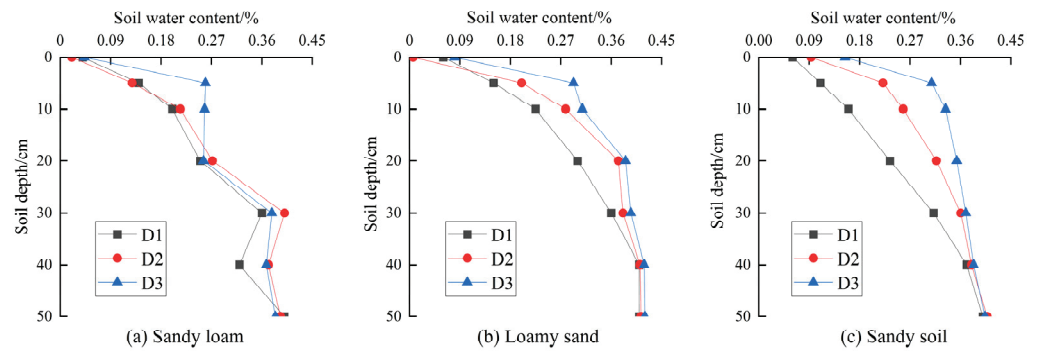 Soil water content/%
0 0.09 0.18 0.27 0.36 0.45
0
10
20
30
40
50
Soil depth/cm
D1
D2
D3
(a) Sandy loam
Soil water content/%
0 0.09 0.18 0.27 0.36 0.45
0
10
20
30
40
50
Soil depth/cm
D1
D2
D3
(b) Loamy sand
Soil water content/%
0.00 0.09 0.18 0.27 0.36 0.45
0
10
20
30
40
50
Soil depth/cm
D1
D2
D3
(c) Sandy soil